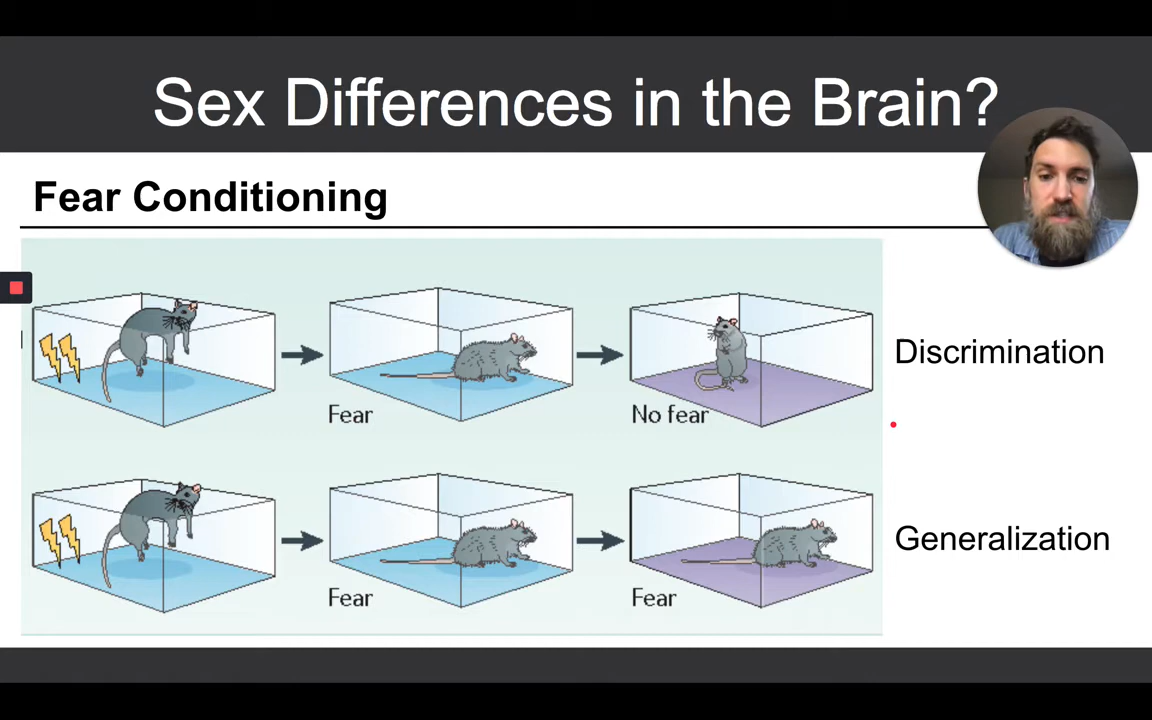 Sex Differences in the Brain?
Fear Conditioning
Fear
No fear
Discrimination
Fear
Fear
Generalization